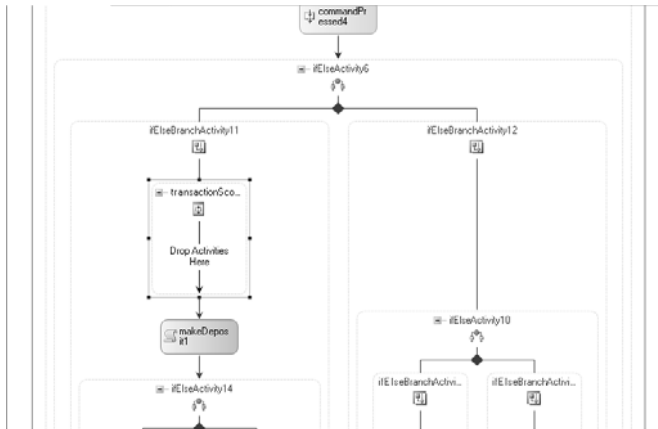 commandPr
essed4
ifElseActivity6
ifElseBranchActivity11
ifElseBranchActivity12
transactionSco...
Drop Activities
Here
makeDepos
it1
ifElseActivity10
ifElseActivity14
ifElseBranchActivi...
ifElseBranchActivi...